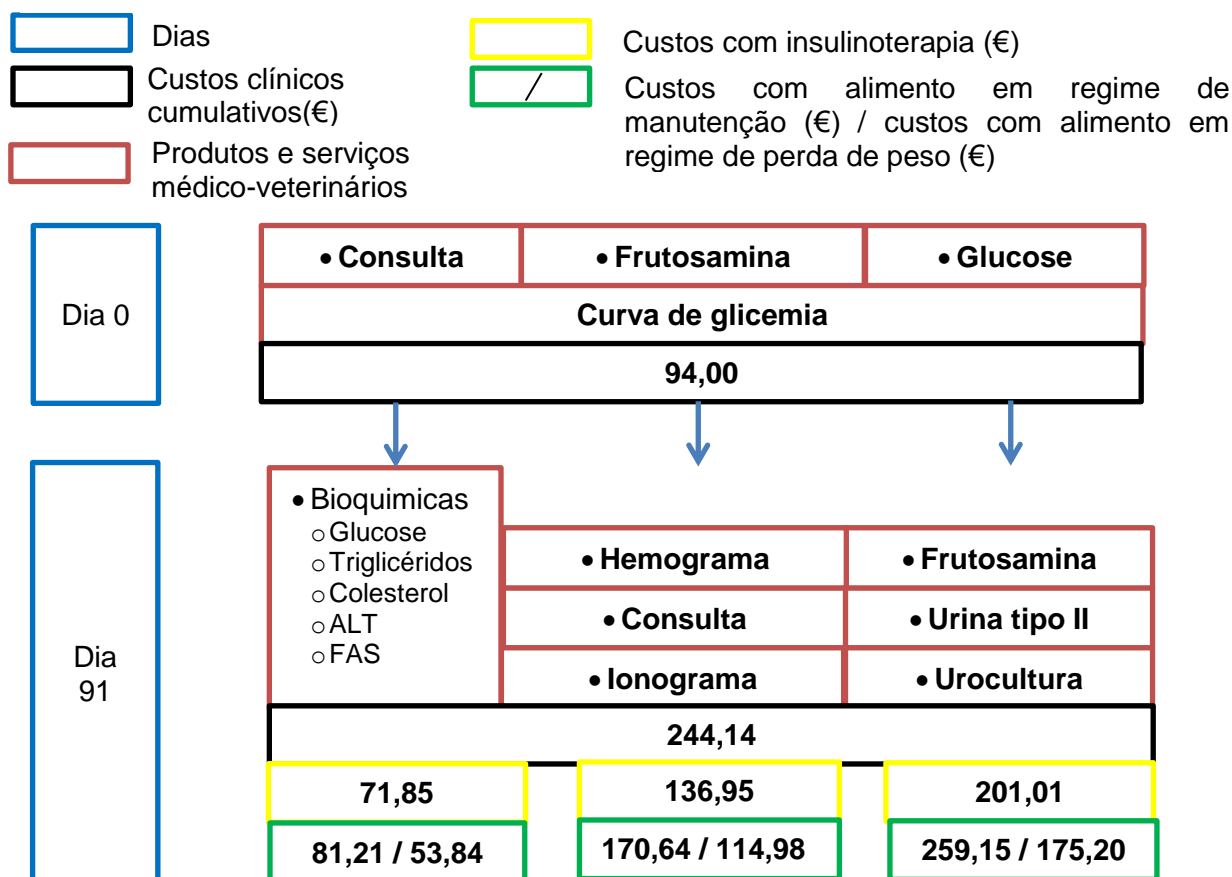 Dias
Custos clínicos
cumulativos(€)
Produtos e serviços
médico-veterinários
Custos com insulinoterapia (€)
/
Custos com alimento em regime de
manutenção (€) / custos com alimento em
regime de perda de peso (€)
Dia 0
• Consulta
• Frutosamina
• Glucose
Curva de glicemia
94,00
Dia
91
• Bioquimicas
o Glucose
o Triglicéridos
o Colesterol
o ALT
o FAS
• Hemograma
• Frutosamina
• Consulta
• Urina tipo II
• Ionograma
• Urocultura
244,14
71,85
136,95
201,01
81,21 / 53,84
170,64 / 114,98
259,15 / 175,20